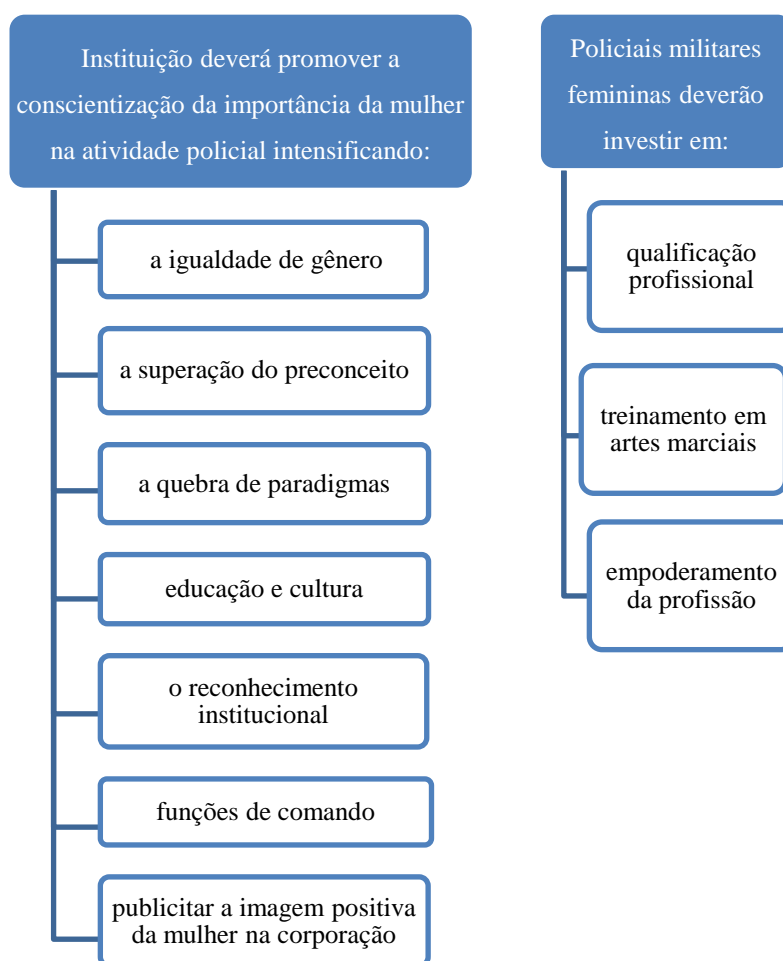 Instituição deverá promover a
conscientização da importância da mulher
na atividade policial intensificando:
a igualdade de gênero
a superação do preconceito
a quebra de paradigmas
educação e cultura
o reconhecimento
institucional
funções de comando
publicitar a imagem positiva
da mulher na corporação
Policiais militares
femininas deverão
investir em:
qualificação
profissional
treinamento em
artes marciais
empoderamento
da profissão